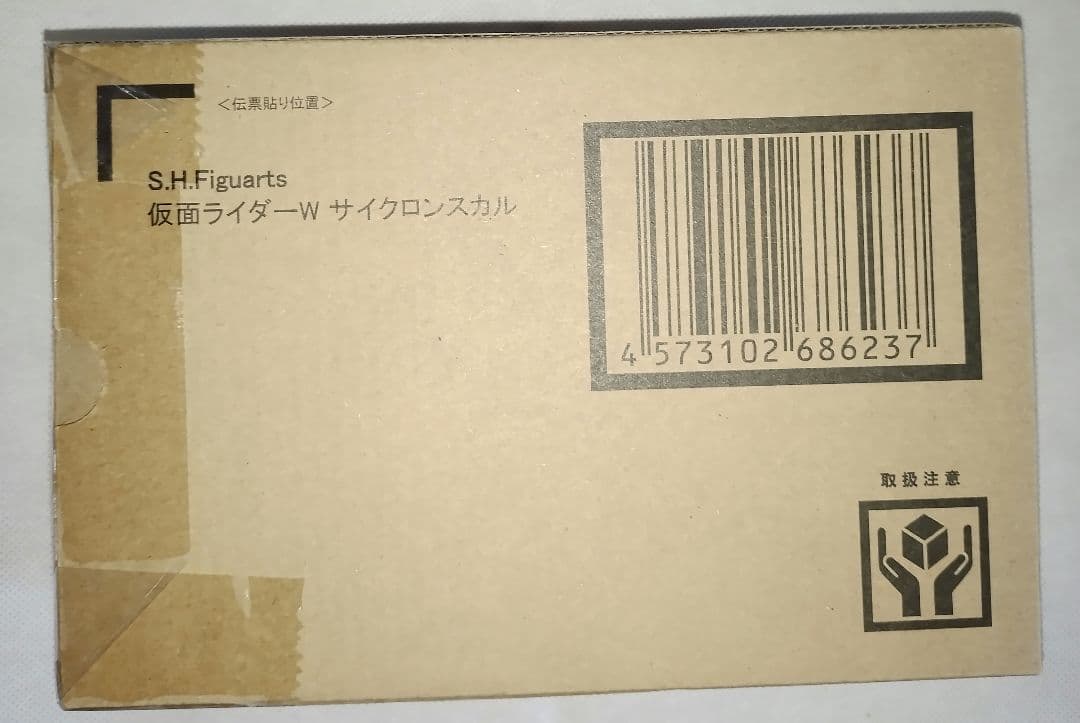 ＜伝票貼り位置＞
S.H.Figuarts
仮面ライダーW サイクロンスカル
4 573102 686237
取扱注意